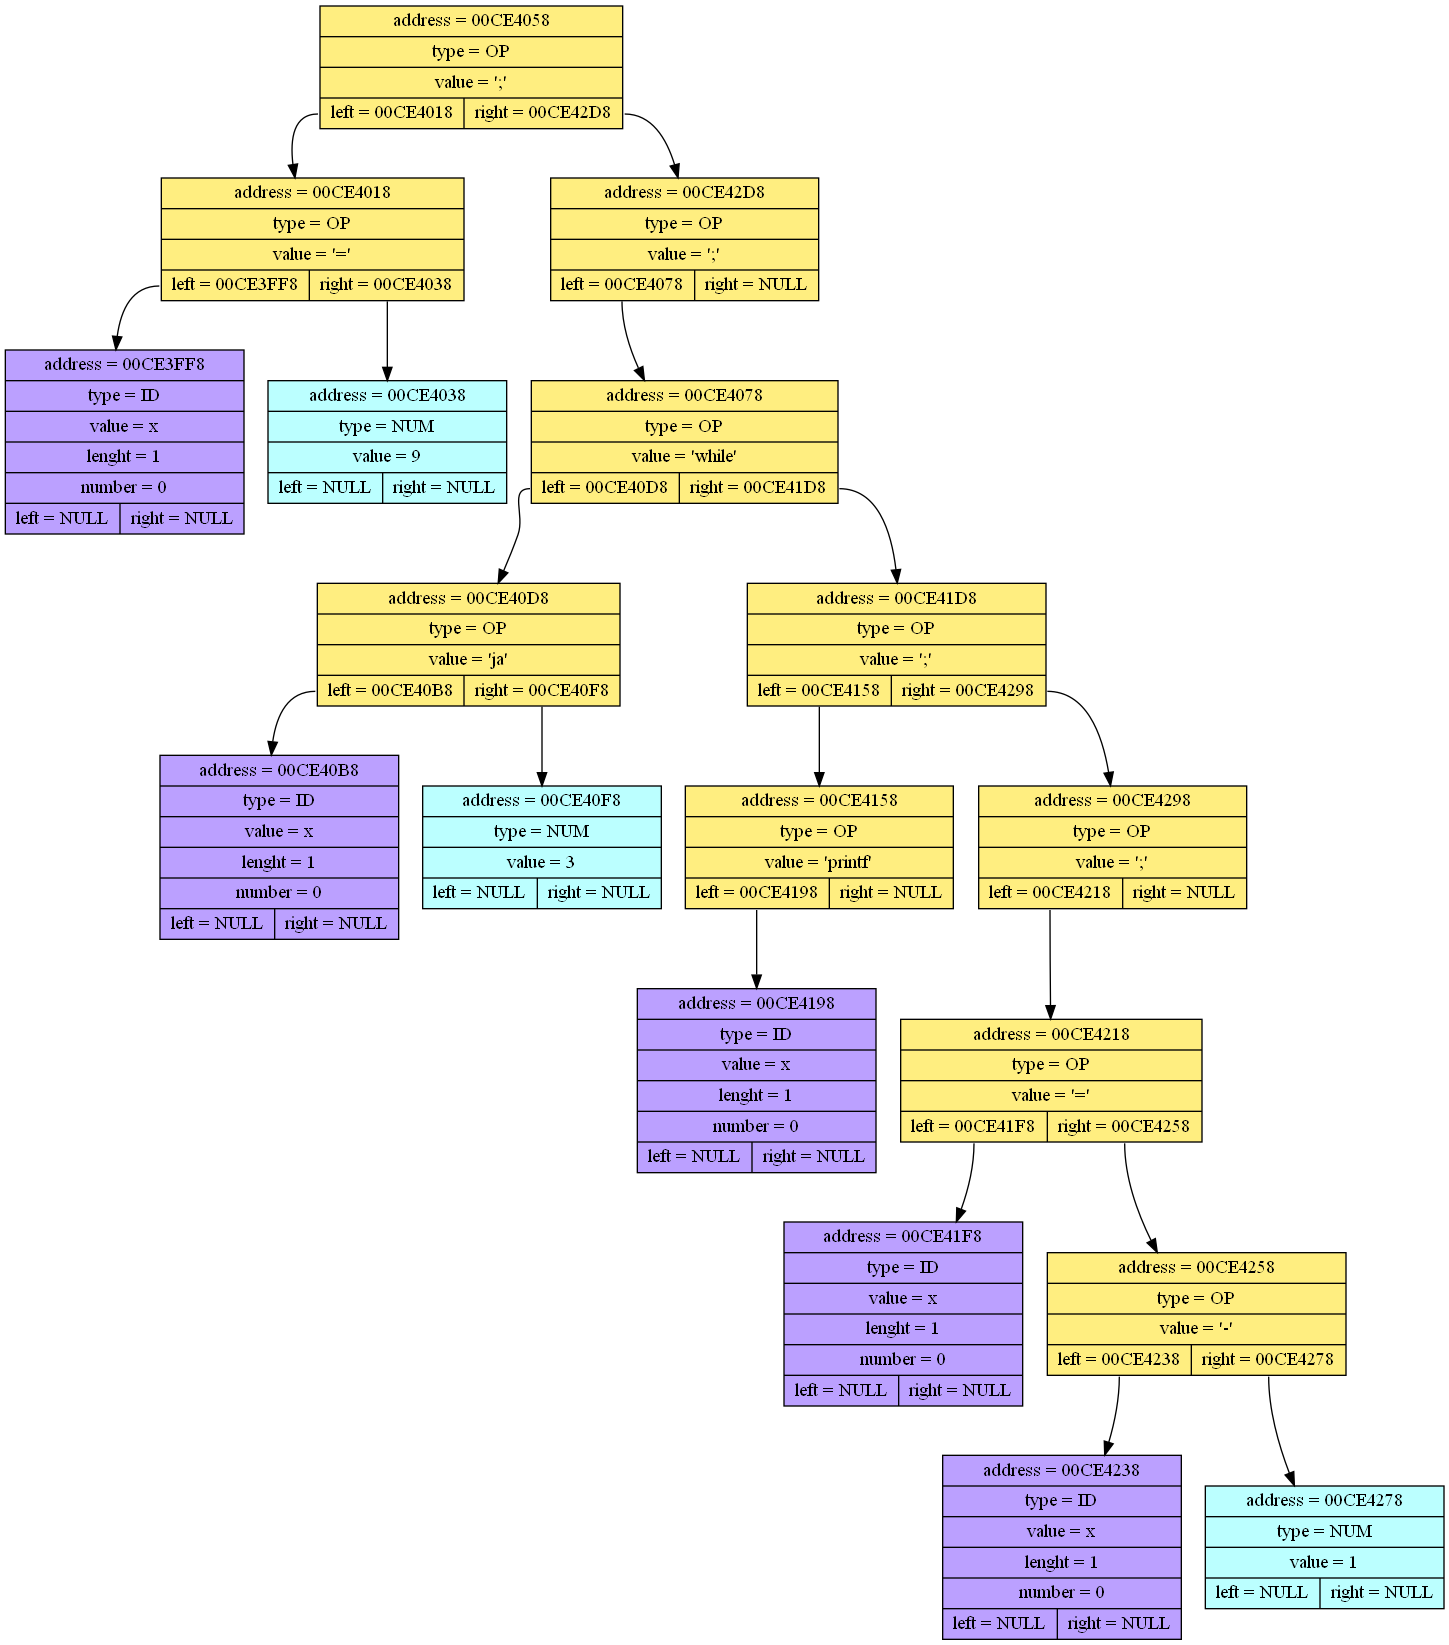 address = 00CE4058
type = OP
value = ';'
left = 00CE4018 right = 00CE42D8
address = 00CE4018
type = OP
value = '='
left = 00CE3FF8 right = 00CE4038
address = 00CE42D8
type = OP
value = ';'
left = 00CE4078 right = NULL
address = 00CE3FF8
type = ID
value = x
lenght = 1
number = 0
left = NULL right = NULL
address = 00CE4038
type = NUM
value = 9
left = NULL right = NULL
address = 00CE4078
type = OP
value = 'while'
left = 00CE40D8 right = 00CE41D8
address = 00CE40D8
type = OP
value = 'ja'
left = 00CE40B8 right = 00CE40F8
address = 00CE41D8
type = OP
value = ';'
left = 00CE4158 right = 00CE4298
address = 00CE40B8
type = ID
value = x
lenght = 1
number = 0
left = NULL right = NULL
address = 00CE40F8
type = NUM
value = 3
left = NULL right = NULL
address = 00CE4158
type = OP
value = 'printf'
left = 00CE4198 right = NULL
address = 00CE4298
type = OP
value = ';'
left = 00CE4218 right = NULL
address = 00CE4198
type = ID
value = x
lenght = 1
number = 0
left = NULL right = NULL
address = 00CE4218
type = OP
value = '='
left = 00CE41F8 right = 00CE4258
address = 00CE41F8
type = ID
value = x
lenght = 1
number = 0
left = NULL right = NULL
address = 00CE4258
type = OP
value = '-'
left = 00CE4238 right = 00CE4278
address = 00CE4238
type = ID
value = x
lenght = 1
number = 0
left = NULL right = NULL
address = 00CE4278
type = NUM
value = 1
left = NULL right = NULL